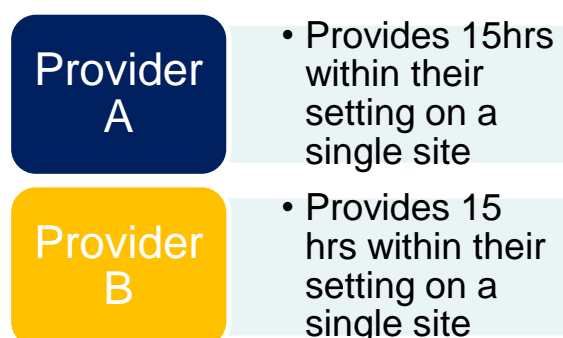 Provider
A
• Provides 15hrs
within their
setting on a
single site
Provider
B
• Provides 15
hrs within their
setting on a
single site